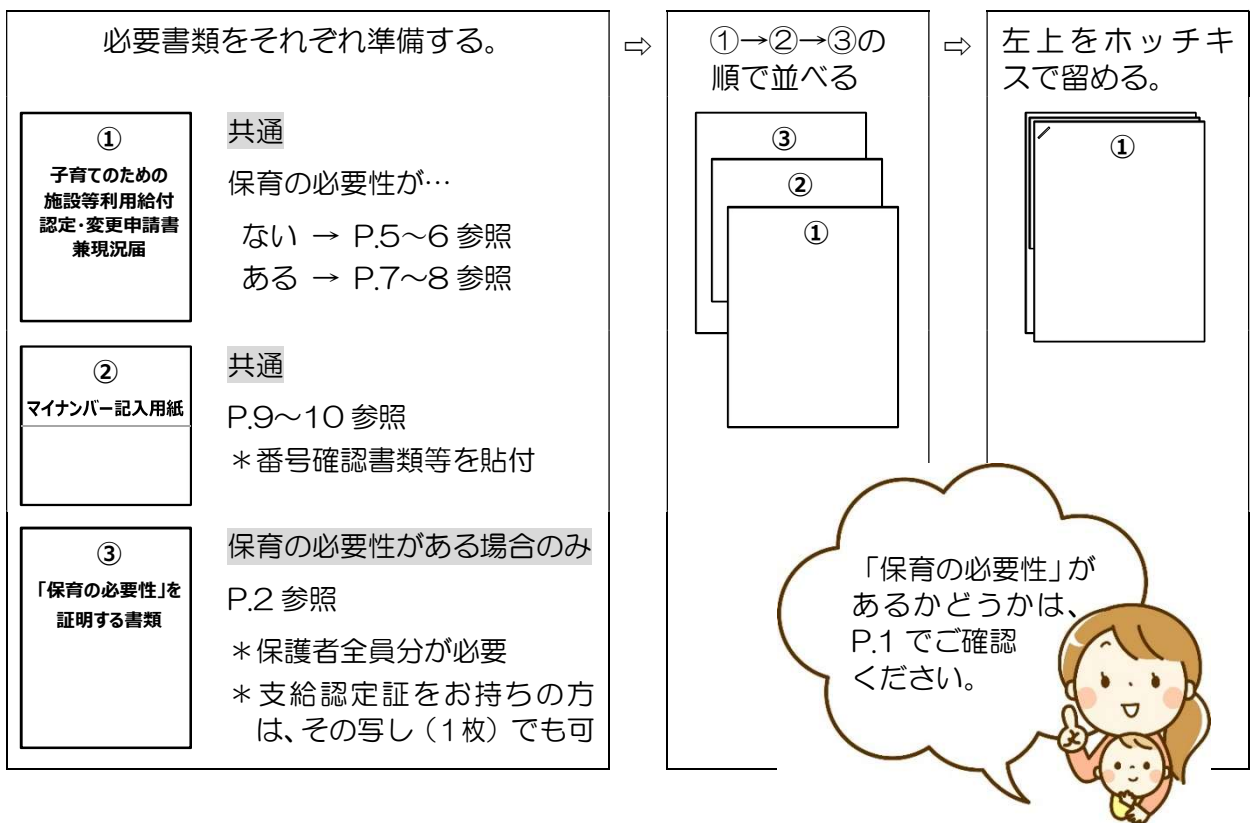 必要書類をそれぞれ準備する。
①
子育てのための
施設等利用給付
認定・変更申請書
兼現況届
共通
保育の必要性が…
ない → P.5～6 参照
ある → P.7～8 参照
②
マイナンバー記入用紙
共通
P.9～10 参照
＊番号確認書類等を貼付
③
「保育の必要性」を
証明する書類
保育の必要性がある場合のみ
P.2 参照
＊保護者全員分が必要
＊支給認定証をお持ちの方
は、その写し（1枚）でも可
⇨
①→②→③の
順で並べる
③
②
①
⇨
左上をホッチキ
スで留める。
①
「保育の必要性」が
あるかどうかは、
P.1 でご確認
ください。